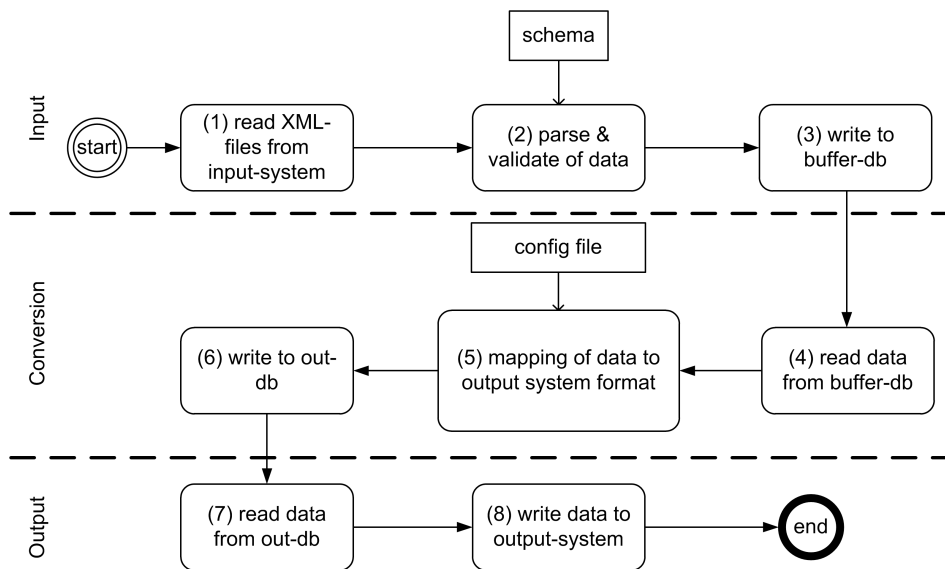 schema
Input
start
(1) read XML-
files from
input-system
(2) parse &
validate of data
(3) write to
buffer-db
config file
Conversion
(6) write to out-
db
(5) mapping of data to
output system format
(4) read data
from buffer-db
Output
(7) read data
from out-db
(8) write data to
output-system
end